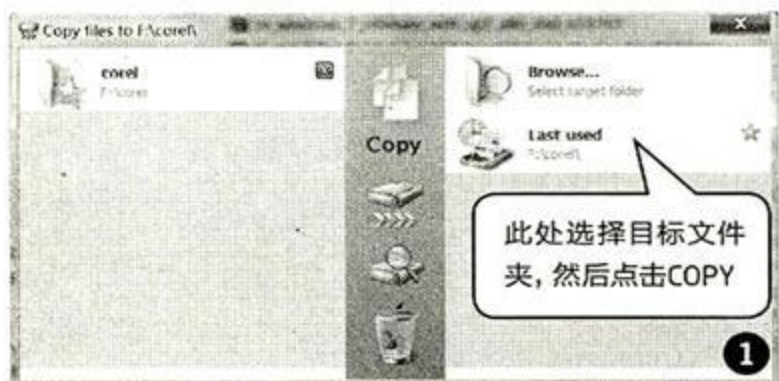 Copy files to F:\corel\
corel
F:\corel
Copy
Browse...
Select target folder
Last used
F:\corel\
此处选择目标文件
夹,然后点击COPY
1